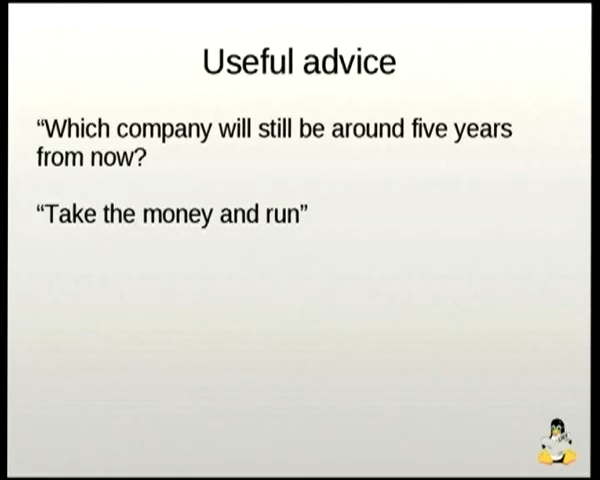 Useful advice
“Which company will still be around five years
from now?
“Take the money and run”